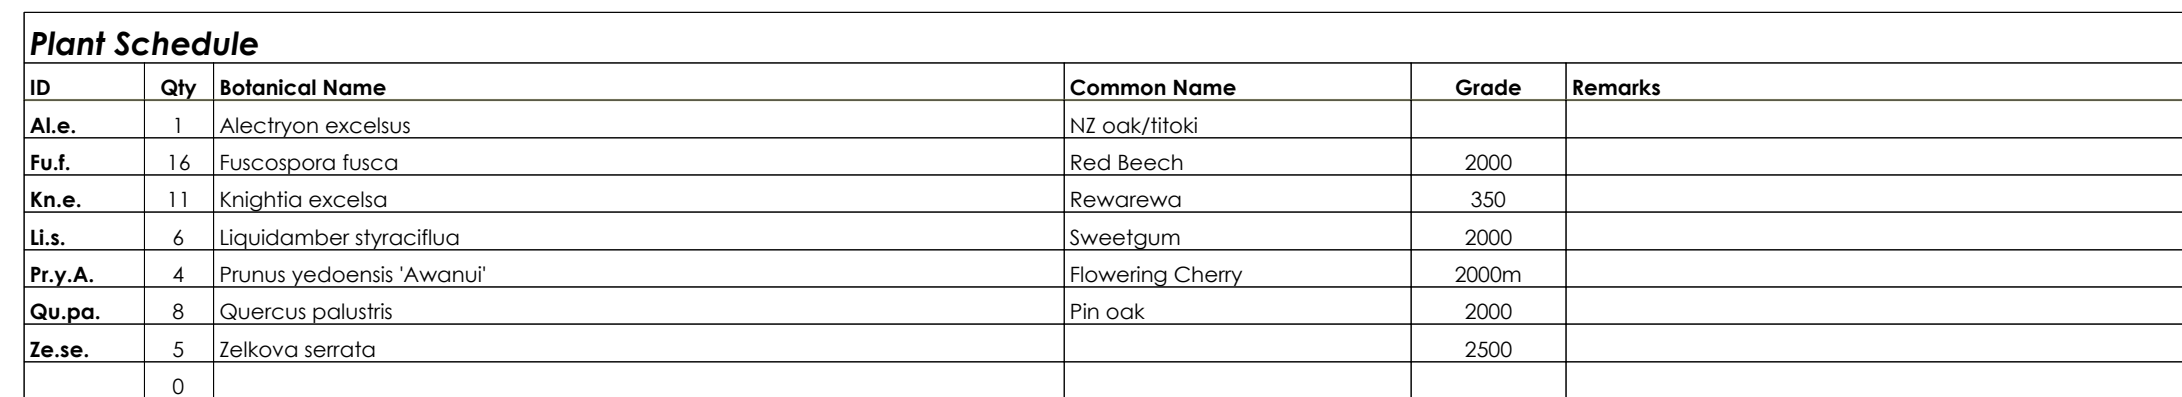 Plant Schedule
ID Qty Botanical Name Common Name Grade Remarks
Al.e. 1 Alectryon excelsus NZ oak/titoki
Fu.f. 16 Fuscospora fusca Red Beech 2000
Kn.e. 11 Knightia excelsa Rewarewa 350
Li.s. 6 Liquidamber styraciflua Sweetgum 2000
Pr.y.A. 4 Prunus yedoensis 'Awanui' Flowering Cherry 2000m
Qu.pa. 8 Quercus palustris Pin oak 2000
Ze.se. 5 Zelkova serrata 2500
0